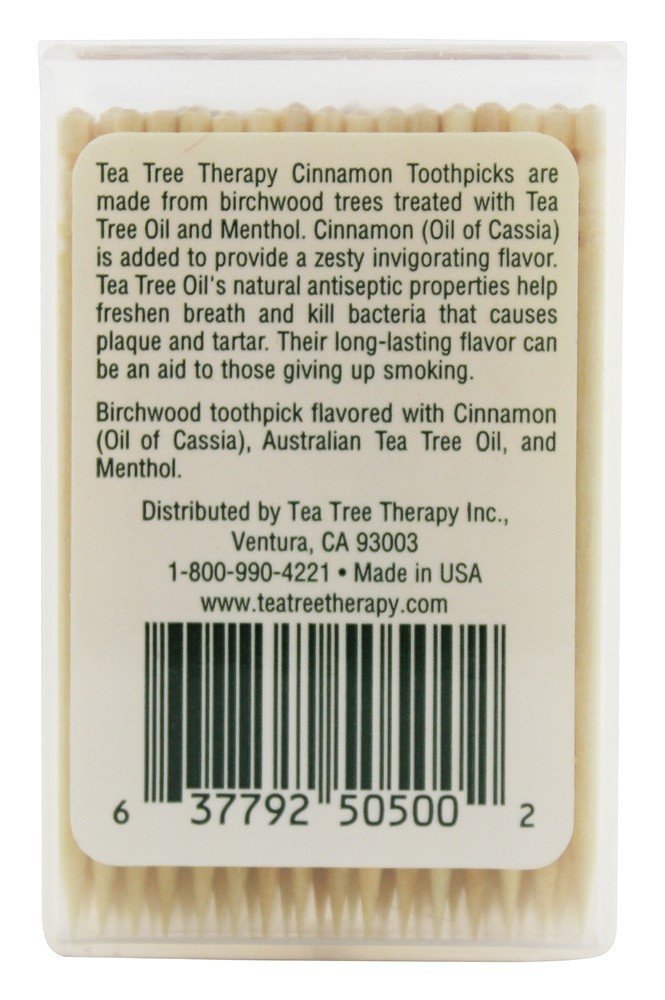 Tea Tree Therapy Cinnamon Toothpicks are
made from birchwood trees treated with Tea
Tree Oil and Menthol. Cinnamon (Oil of Cassia)
is added to provide a zesty invigorating flavor.
Tea Tree Oil's natural antiseptic properties help
freshen breath and kill bacteria that causes
plaque and tartar. Their long-lasting flavor can
be an aid to those giving up smoking.
Birchwood toothpick flavored with Cinnamon
(Oil of Cassia), Australian Tea Tree Oil, and
Menthol.
Distributed by Tea Tree Therapy Inc.,
Ventura, CA 93003
1-800-990-4221 • Made in USA
www.teatreetherapy.com
6 37792 50500 2